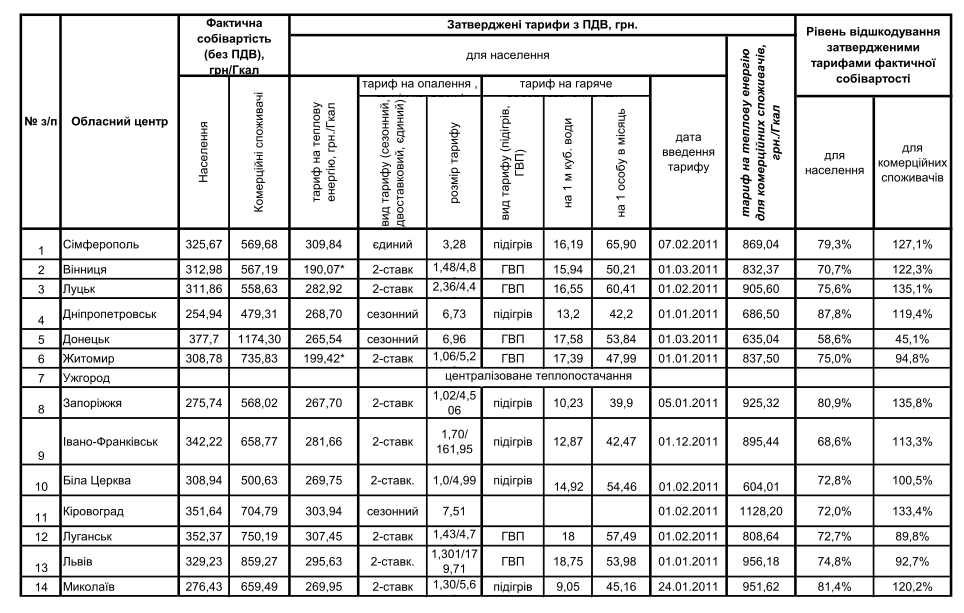 № з/п
Обласний центр
Фактична
собівартість
(без ПДВ),
грн/Гкал
Населення
Комерційні споживачі
Затверджені тарифи з ПДВ, грн.
для населення
тариф на теплову
енергію, грн./Гкал
тариф на опалення ,
вид тарифу (сезонний,
двоставковий, єдиний)
розмір тарифу
тариф на гаряче
вид тарифу (підігрів,
ГВП)
на 1 м куб. води
на 1 особу в місяць
дата
введення
тарифу
тариф на теплову енергію
для комерційних споживачів,
грн./Гкал
Рівень відшкодування
затвердженими
тарифами фактичної
собівартості
для
населення
для
комерційних
споживачів
1 Сімферополь 325,67 569,68 309,84 єдиний 3,28 підігрів 16,19 65,90 07.02.2011 869,04 79,3% 127,1%
2 Вінниця 312,98 567,19 190,07* 2-ставк 1,48/4,8 ГВП 15,94 50,21 01.03.2011 832,37 70,7% 122,3%
3 Луцьк 311,86 558,63 282,92 2-ставк 2,36/4,4 ГВП 16,55 60,41 01.02.2011 905,60 75,6% 135,1%
4 Дніпропетровськ 254,94 479,31 268,70 сезонний 6,73 підігрів 13,2 42,2 01.01.2011 686,50 87,8% 119,4%
5 Донецьк 377,7 1174,30 265,54 сезонний 6,96 ГВП 17,58 53,84 01.03.2011 635,04 58,6% 45,1%
6 Житомир 308,78 735,83 199,42* 2-ставк 1,06/5,2 ГВП 17,39 47,99 01.01.2011 837,50 75,0% 94,8%
7 Ужгород централізоване теплопостачання
8 Запоріжжя 275,74 568,02 267,70 2-ставк 1,02/4,5 підігрів 10,23 39,9 05.01.2011 925,32 80,9% 135,8%
06
9 Івано-Франківськ 342,22 658,77 281,66 2-ставк 1,70/ підігрів 12,87 42,47 01.12.2011 895,44 68,6% 113,3%
161,95
10 Біла Церква 308,94 500,63 269,75 2-ставк. 1,0/4,99 підігрів 14,92 54,46 01.02.2011 604,01 72,8% 100,5%
11 Кіровоград 351,64 704,79 303,94 сезонний 7,51 01.02.2011 1128,20 72,0% 133,4%
12 Луганськ 352,37 750,19 307,45 2-ставк 1,43/4,7 ГВП 18 57,49 01.02.2011 808,64 72,7% 89,8%
13 Львів 329,23 859,27 295,63 2-ставк. 1,301/17 ГВП 18,75 53,98 01.01.2011 956,18 74,8% 92,7%
9,71
14 Миколаїв 276,43 659,49 269,95 2-ставк 1,30/5,6 підігрів 9,05 45,16 24.01.2011 951,62 81,4% 120,2%